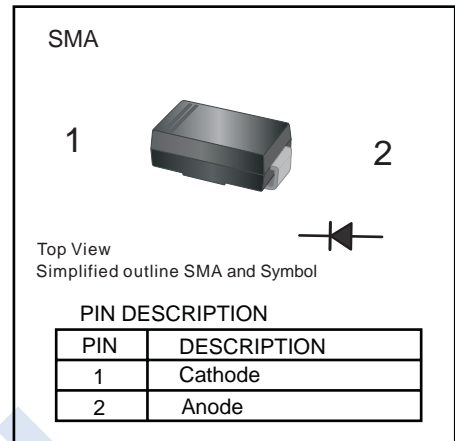 SMA
1 2
Top View
Simplified outline SMA and Symbol
PIN DESCRIPTION
PIN DESCRIPTION
1 Cathode
2 Anode